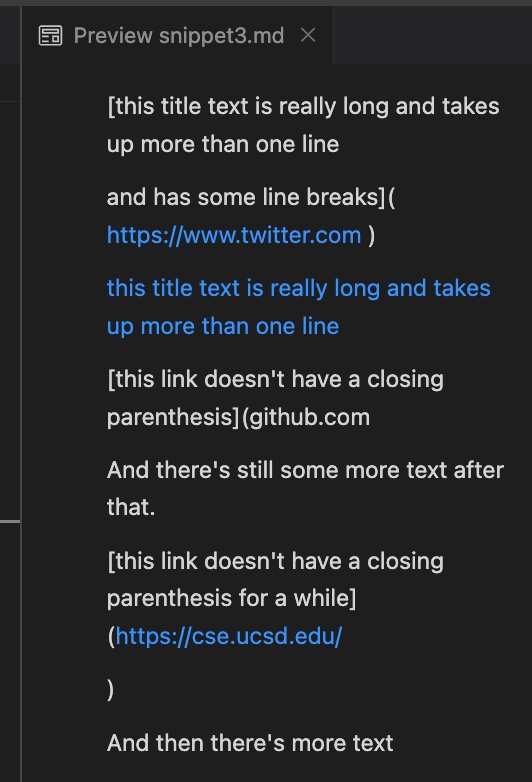 Preview snippet3.md
[this title text is really long and takes
up more than one line
and has some line breaks](
https://www.twitter.com )
this title text is really long and takes
up more than one line
[this link doesn't have a closing
parenthesis](github.com
And there's still some more text after
that.
[this link doesn't have a closing
parenthesis for a while]
(https://cse.ucsd.edu/
)
And then there's more text